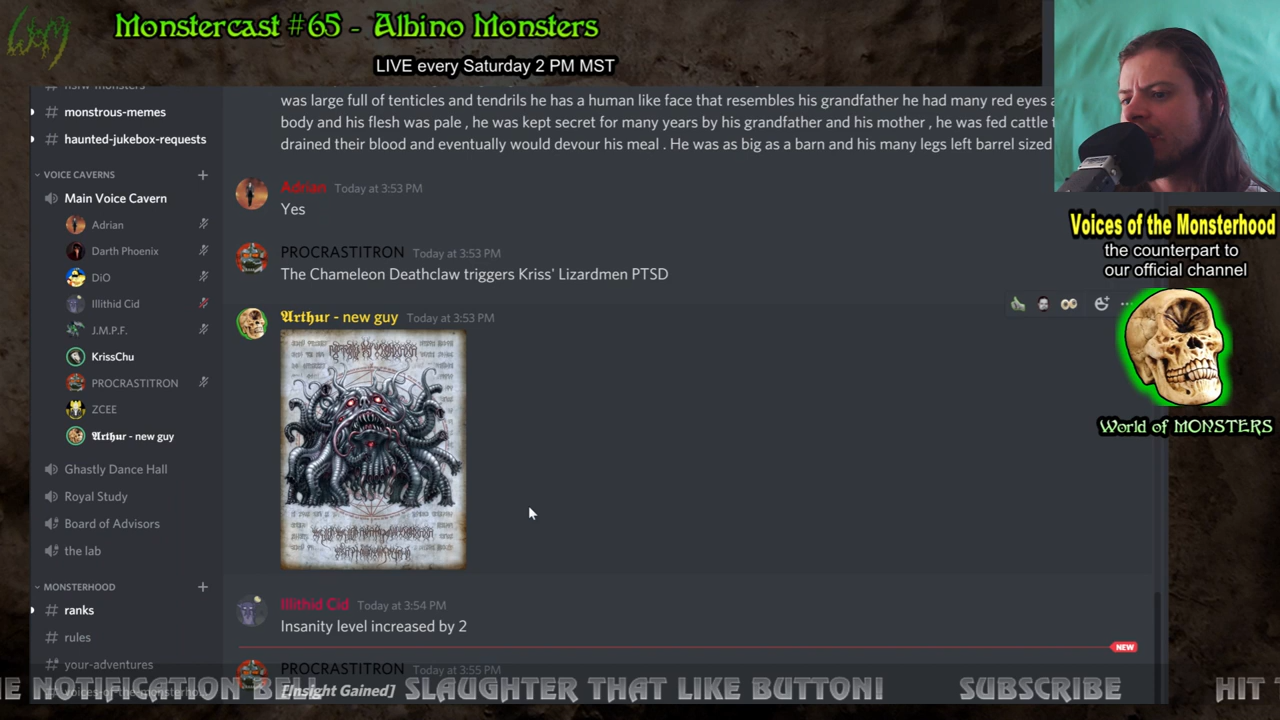 Monstercast #65 - Albino Monsters
LIVE every Saturday 2 PM MST
WM
nsfw-monsters
monstrous-memes
haunted-jukebox-requests
VOICE CAVERNS
Main Voice Cavern
Adrian
Darth Phoenix
DiO
Illithid Cid
J.M.P.F.
KrissChu
PROCRASTITRON
ZCEE
Arthur - new guy
Ghastly Dance Hall
Royal Study
Board of Advisors
the lab
MONSTERHOOD
ranks
rules
your-adventures
voices-of-the-monsterho...
was large full of tenticles and tendrils he has a human like face that resembles his grandfather he had many red eyes a
body and his flesh was pale , he was kept secret for many years by his grandfather and his mother , he was fed cattle t
drained their blood and eventually would devour his meal . He was as big as a barn and his many legs left barrel sized
Adrian Today at 3:53 PM
Yes
PROCRASTITRON Today at 3:53 PM
The Chameleon Deathclaw triggers Kriss' Lizardmen PTSD
Arthur - new guy Today at 3:53 PM
Illithid Cid Today at 3:54 PM
Insanity level increased by 2
NEW
PROCRASTITRON Today at 3:55 PM
[Insight Gained]
Voices of the Monsterhood
the counterpart to
our official channel
World of MONSTERS
HE NOTIFICATION BELL SLAUGHTER THAT LIKE BUTTON! SUBSCRIBE HIT T